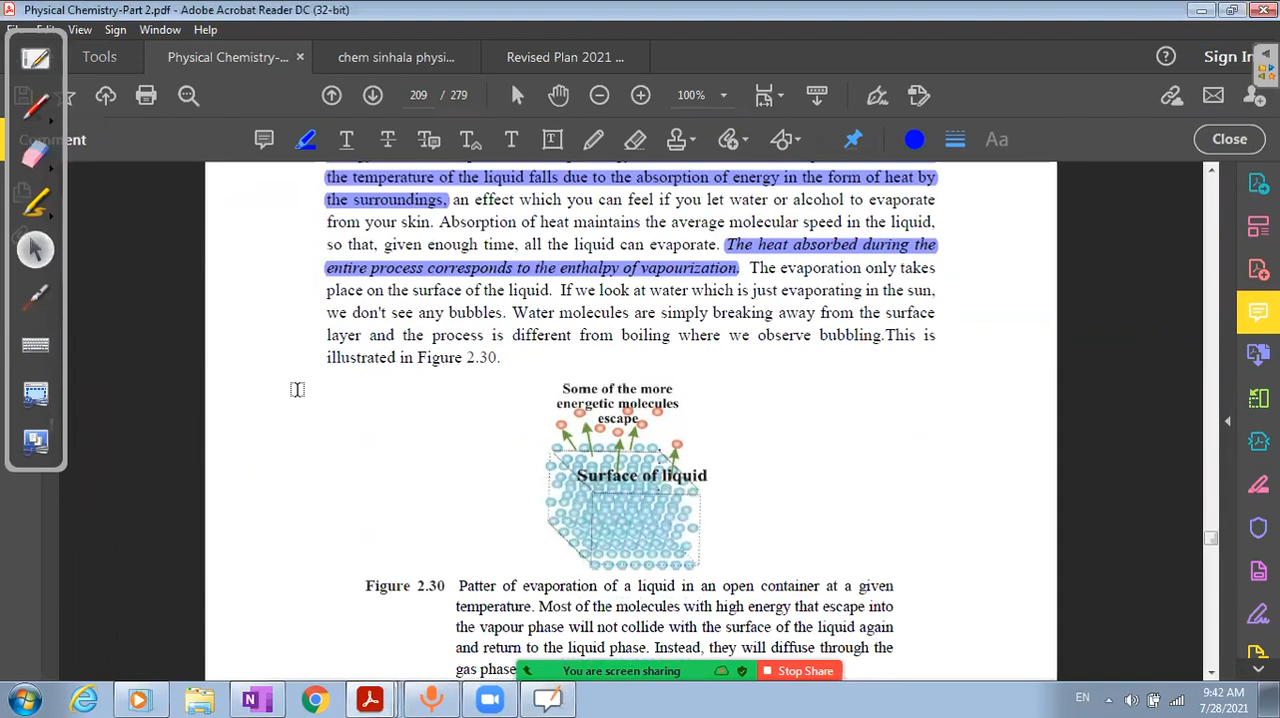 Physical Chemistry-Part 2.pdf - Adobe Acrobat Reader DC (32-bit)
View Sign Window Help
Tools Physical Chemistry-... × chem sinhala physi... Revised Plan 2021 ... Sign In
209 / 279 100%
Comment Close
the temperature of the liquid falls due to the absorption of energy in the form of heat by
the surroundings, an effect which you can feel if you let water or alcohol to evaporate
from your skin. Absorption of heat maintains the average molecular speed in the liquid,
so that, given enough time, all the liquid can evaporate. The heat absorbed during the
entire process corresponds to the enthalpy of vapourization. The evaporation only takes
place on the surface of the liquid. If we look at water which is just evaporating in the sun,
we don't see any bubbles. Water molecules are simply breaking away from the surface
layer and the process is different from boiling where we observe bubbling.This is
illustrated in Figure 2.30.
Some of the more
energetic molecules
escape
Surface of liquid
Figure 2.30 Patter of evaporation of a liquid in an open container at a given
temperature. Most of the molecules with high energy that escape into
the vapour phase will not collide with the surface of the liquid again
and return to the liquid phase. Instead, they will diffuse through the
gas phase
You are screen sharing Stop Share
EN 9:42 AM
7/28/2021